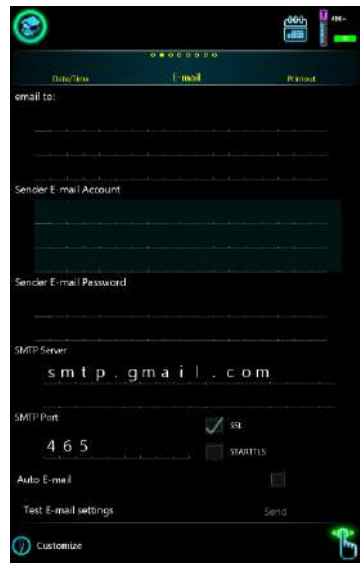 Date/Time E-mail Printout
email to:
Sender E-mail Account
Sender E-mail Password
SMTP Server
smtp.gmail.com
SMTP Port
SSL
465
STARTTLS
Auto E-mail
Test E-mail settings Send
Customize